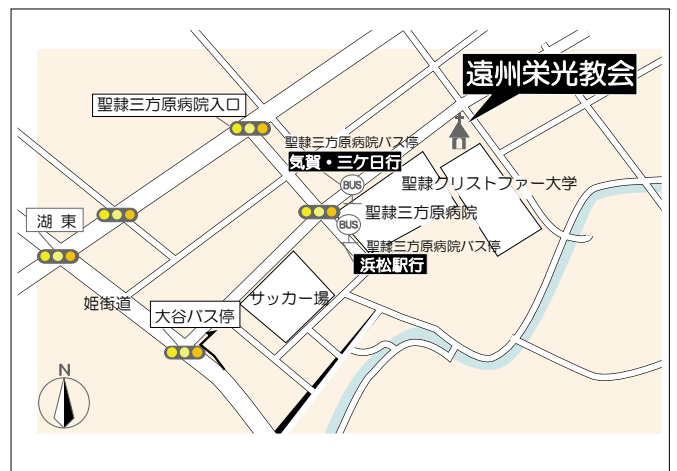 遠州栄光教会
聖隷三方原病院入口
聖隷三方原病院バス停
気賀・三ケ日行
BUS
聖隷クリストファー大学
湖 東
聖隷三方原病院
BUS
聖隷三方原病院バス停
浜松駅行
姫街道
サッカー場
大谷バス停
N